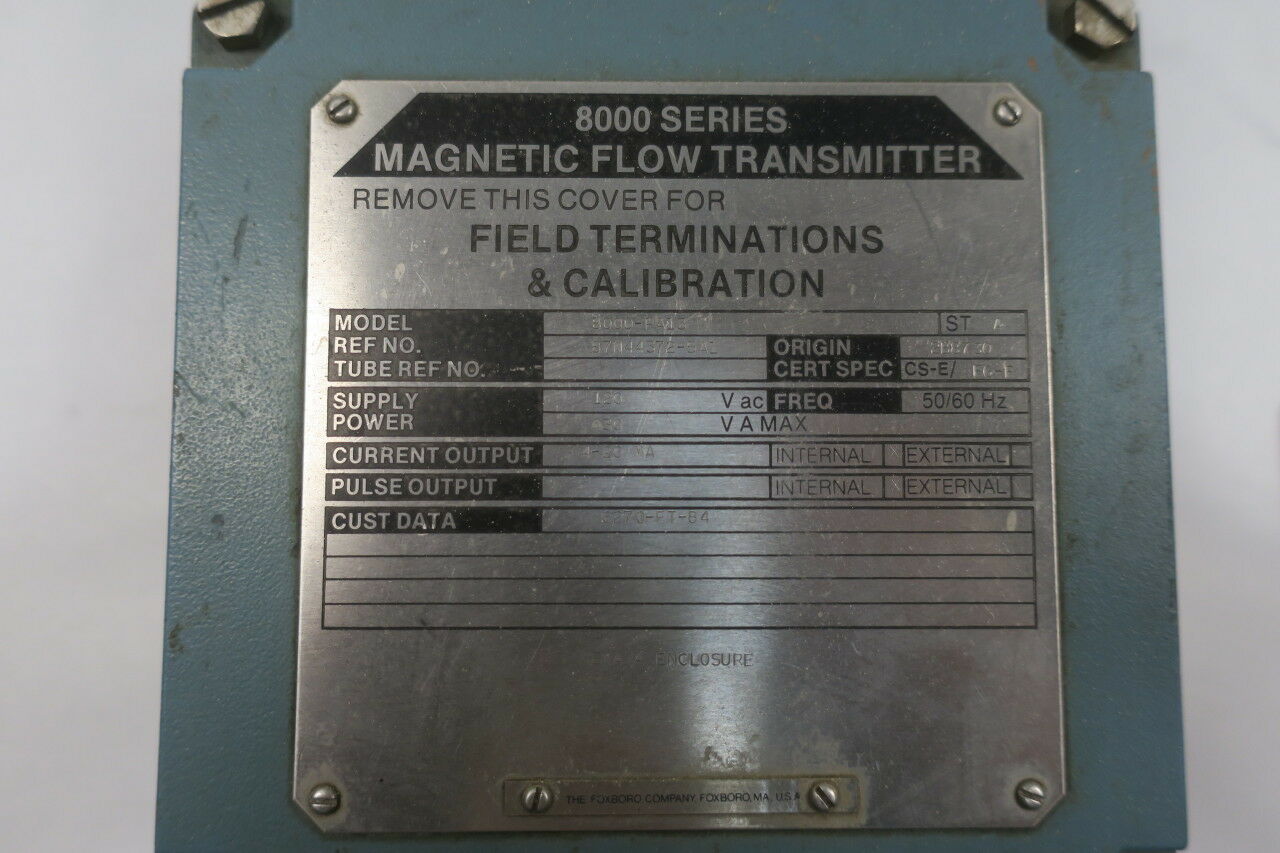 8000 SERIES
MAGNETIC FLOW TRANSMITTER
REMOVE THIS COVER FOR
FIELD TERMINATIONS
& CALIBRATION
MODEL ST A
REF NO. ORIGIN
TUBE REF NO. CERT SPEC CS-E/
SUPPLY 120 V ac FREQ 50/60 Hz
POWER V A MAX
CURRENT OUTPUT INTERNAL EXTERNAL
PULSE OUTPUT INTERNAL EXTERNAL
CUST DATA
ENCLOSURE
THE FOXBORO COMPANY, FOXBORO, MA, U.S.A.